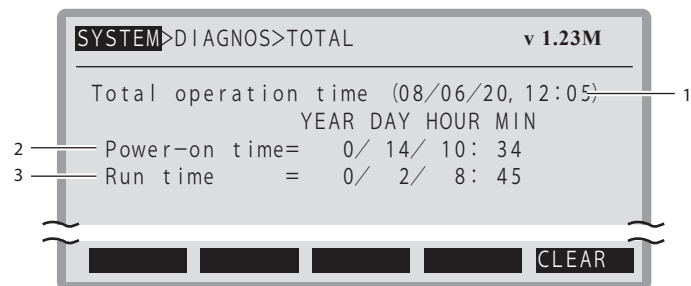 SYSTEM>DIAGNOS>TOTAL v 1.23M
Total operation time (08/06/20,12:05) 1
YEAR DAY HOUR MIN
2 Power-on time= 0/ 14/ 10: 34
3 Run time = 0/ 2/ 8: 45
CLEAR